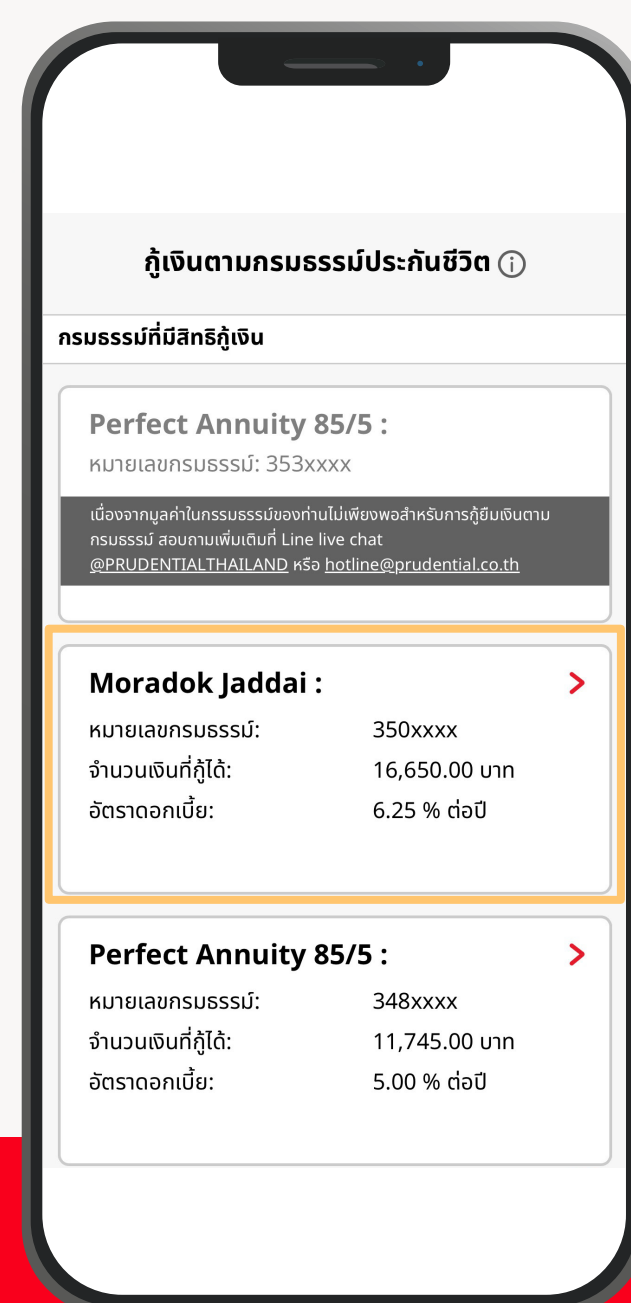 กู้เงินตามกรมธรรม์ประกันชีวิต
กรมธรรม์ที่มีสิทธิกู้เงิน
Perfect Annuity 85/5 :
หมายเลขกรมธรรม์: 353xxxx
เนื่องจากมูลค่าในกรรมธรรม์ของท่านไม่เพียงพอสำหรับการกู้ยืมเงินตาม
กรมธรรม์ สอบถามเพิ่มเติมที่ Line live chat
@PRUDENTIALTHAILAND หรือ hotline@prudential.co.th
Moradok Jaddai :
หมายเลขกรมธรรม์: 350xxxx
จำนวนเงินที่กู้ได้: 16,650.00 บาท
อัตราดอกเบี้ย: 6.25 % ต่อปี
Perfect Annuity 85/5 :
หมายเลขกรมธรรม์: 348xxxx
จำนวนเงินที่กู้ได้: 11,745.00 บาท
อัตราดอกเบี้ย: 5.00 % ต่อปี